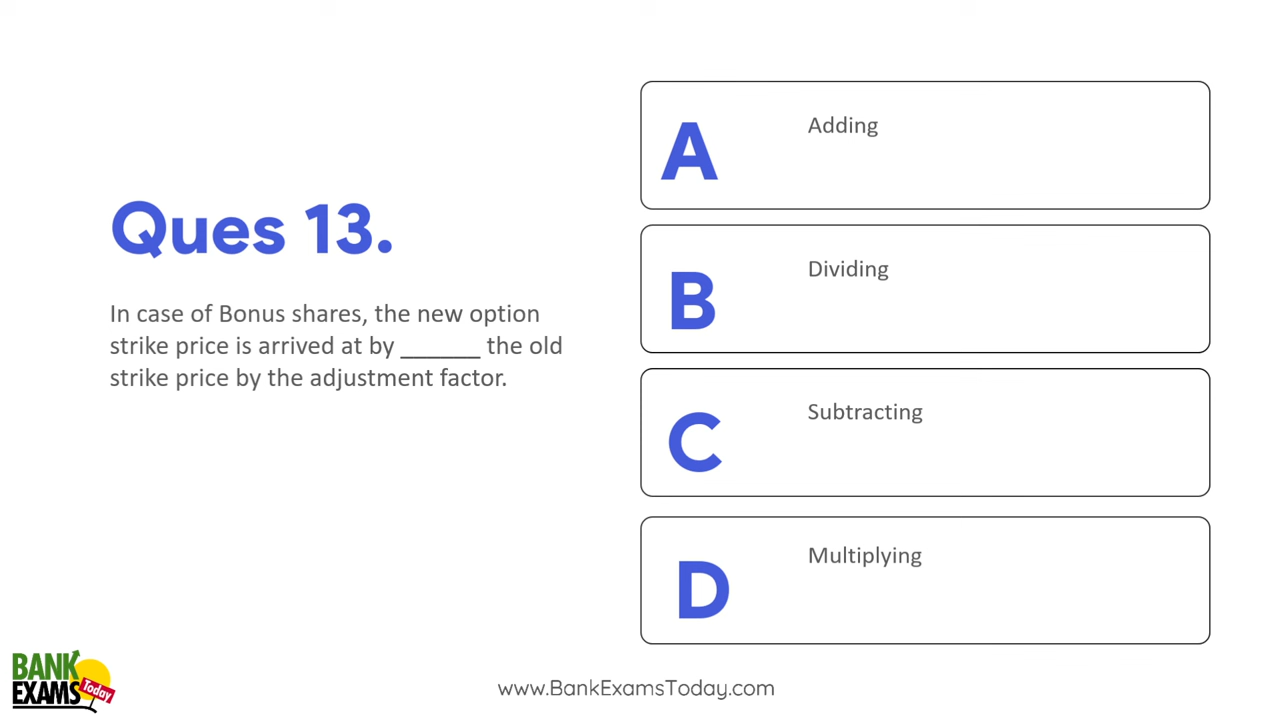 Ques 13.
In case of Bonus shares, the new option
strike price is arrived at by ______ the old
strike price by the adjustment factor.
A
Adding
B
Dividing
C
Subtracting
D
Multiplying
BANK
EXAMS
Today
www.BankExamsToday.com